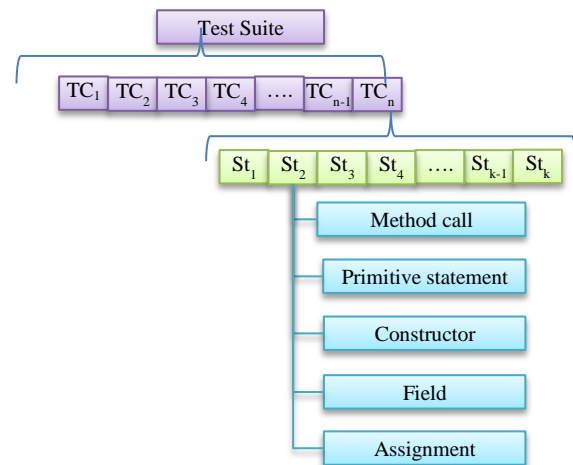 Test Suite
TC₁ TC₂ TC₃ TC₄ …. TCₙ₋₁ TCₙ
St₁ St₂ St₃ St₄ …. Stₖ₋₁ Stₖ
Method call
Primitive statement
Constructor
Field
Assignment